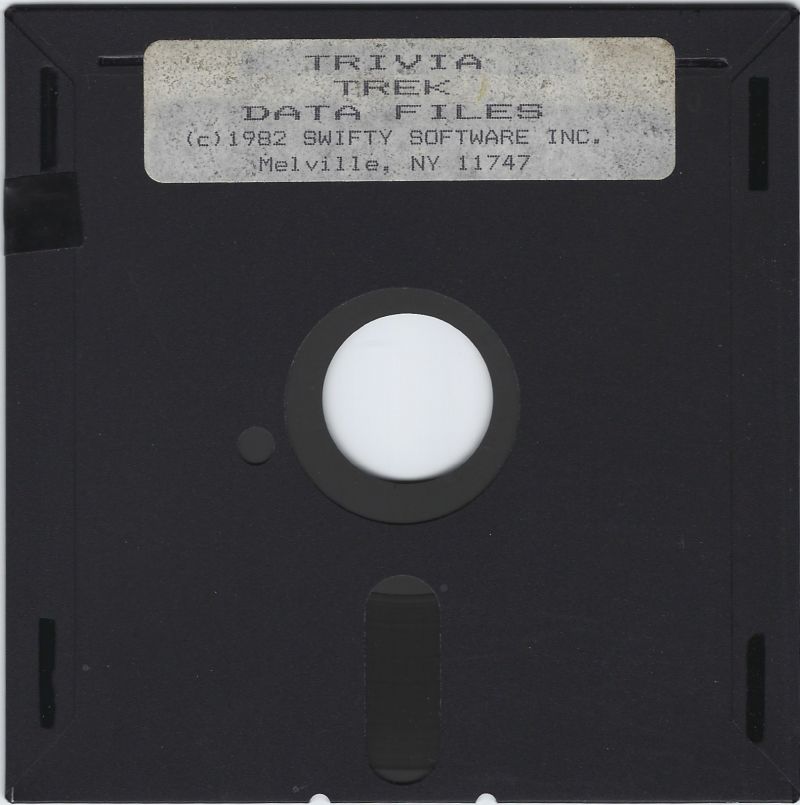 TRIVIA
TREK
DATA FILES
(c)1982 SWIFTY SOFTWARE INC.
Melville, NY 11747